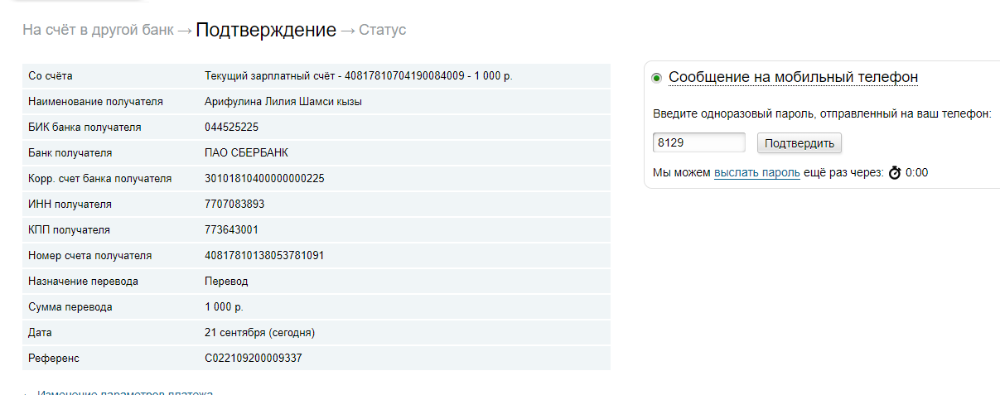 На счёт в другой банк → Подтверждение → Статус
Со счёта Текущий зарплатный счёт - 40817810704190084009 - 1 000 р.
Наименование получателя Арифулина Лилия Шамси кызы
БИК банка получателя 044525225
Банк получателя ПАО СБЕРБАНК
Корр. счет банка получателя 30101810400000000225
ИНН получателя 7707083893
КПП получателя 773643001
Номер счета получателя 40817810138053781091
Назначение перевода Перевод
Сумма перевода 1 000 р.
Дата 21 сентября (сегодня)
Референс C022109200009337
← Изменение параметров платежа
Сообщение на мобильный телефон
Введите одноразовый пароль, отправленный на ваш телефон:
8129 Подтвердить
Мы можем выслать пароль ещё раз через: 0:00